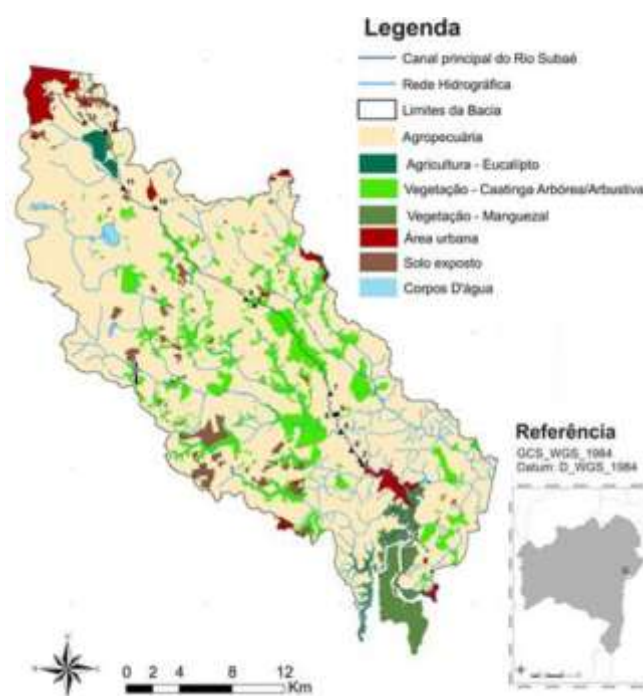 Legenda
Canal principal do Rio Subaé
Rede Hidrográfica
Limites da Bacia
Agropecuária
Agricultura - Eucalípto
Vegetação - Caatinga Arbórea/Arbustiva
Vegetação - Manguezal
Área urbana
Solo exposto
Corpos D'água
Referência
GCS_WGS_1984
Datum: D_WGS_1984
0 2 4 8 12
Km